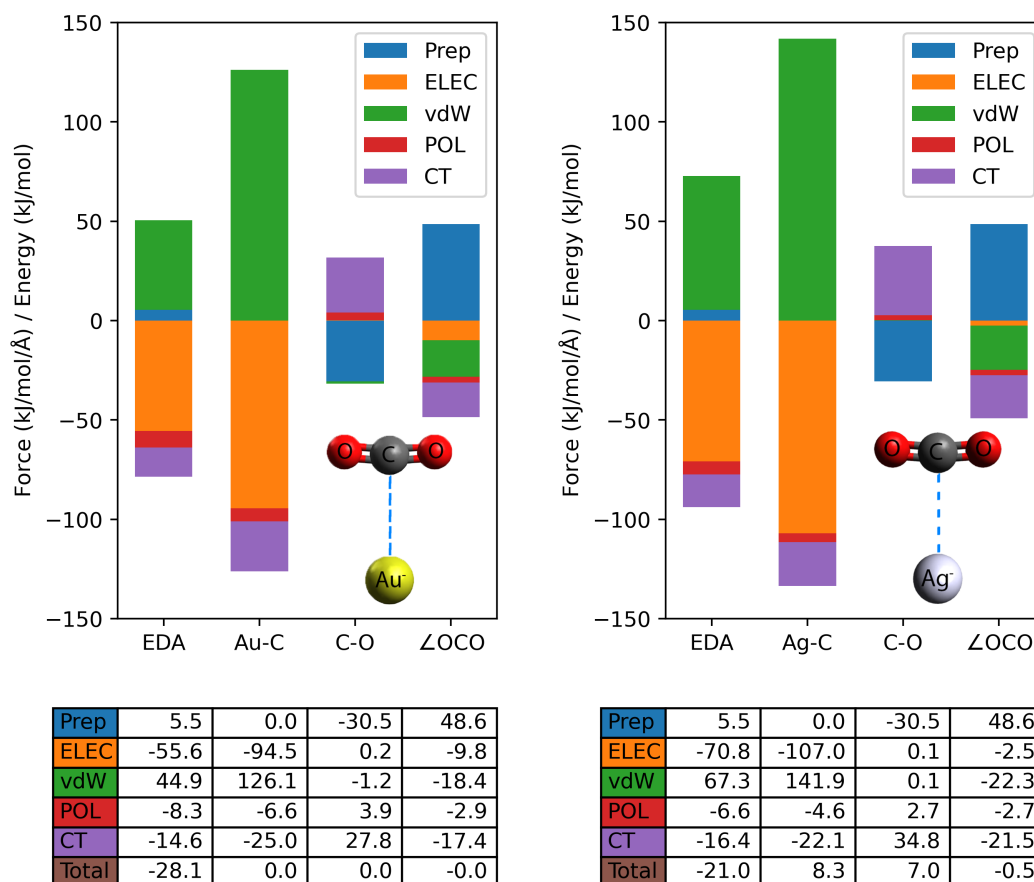 150
100
50
0
−50
−100
−150
Force (kJ/mol/Å) / Energy (kJ/mol)
Prep
ELEC
vdW
POL
CT
O C O
Au-
EDA Au-C C-O ∠OCO
Prep 5.5 0.0 -30.5 48.6
ELEC -55.6 -94.5 0.2 -9.8
vdW 44.9 126.1 -1.2 -18.4
POL -8.3 -6.6 3.9 -2.9
CT -14.6 -25.0 27.8 -17.4
Total -28.1 0.0 0.0 -0.0
150
100
50
0
−50
−100
−150
Force (kJ/mol/Å) / Energy (kJ/mol)
Prep
ELEC
vdW
POL
CT
O C O
Ag-
EDA Ag-C C-O ∠OCO
Prep 5.5 0.0 -30.5 48.6
ELEC -70.8 -107.0 0.1 -2.5
vdW 67.3 141.9 0.1 -22.3
POL -6.6 -4.6 2.7 -2.7
CT -16.4 -22.1 34.8 -21.5
Total -21.0 8.3 7.0 -0.5